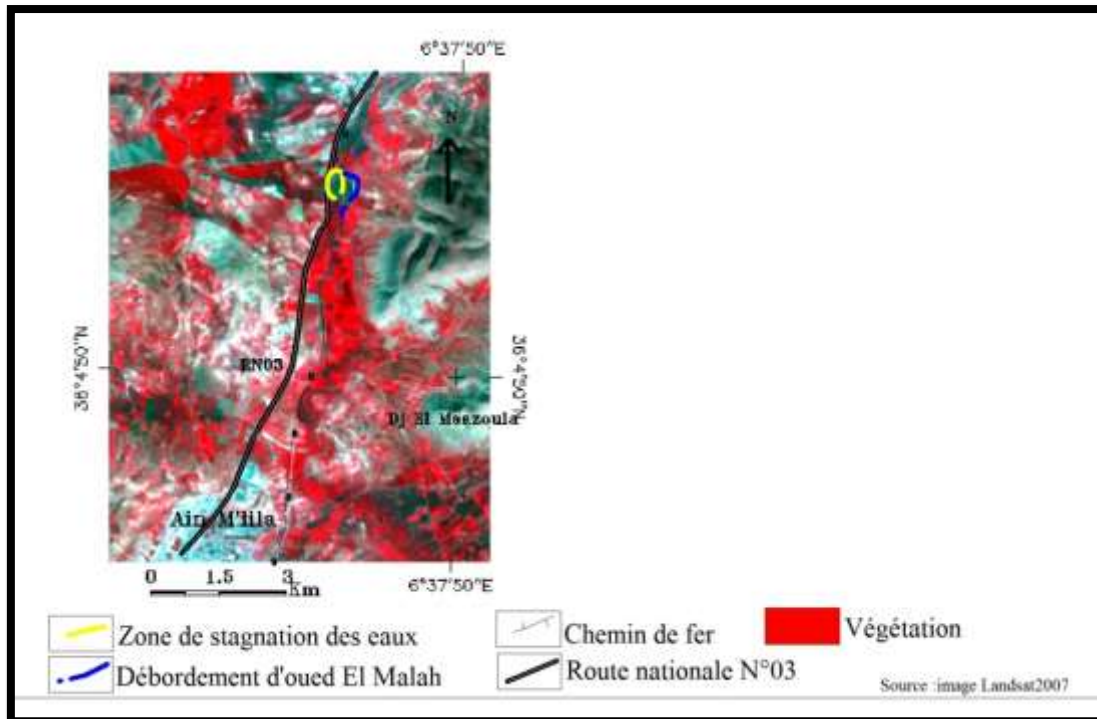 6°37'50"E
N
36°4'50"N
36°4'50"N
RN03
Dj El Meezoula
Ain M'lila
0 1.5 3
Km
6°37'50"E
Zone de stagnation des eaux
Chemin de fer
Végétation
Débordement d'oued El Malah
Route nationale N°03
Source :image Landsat2007